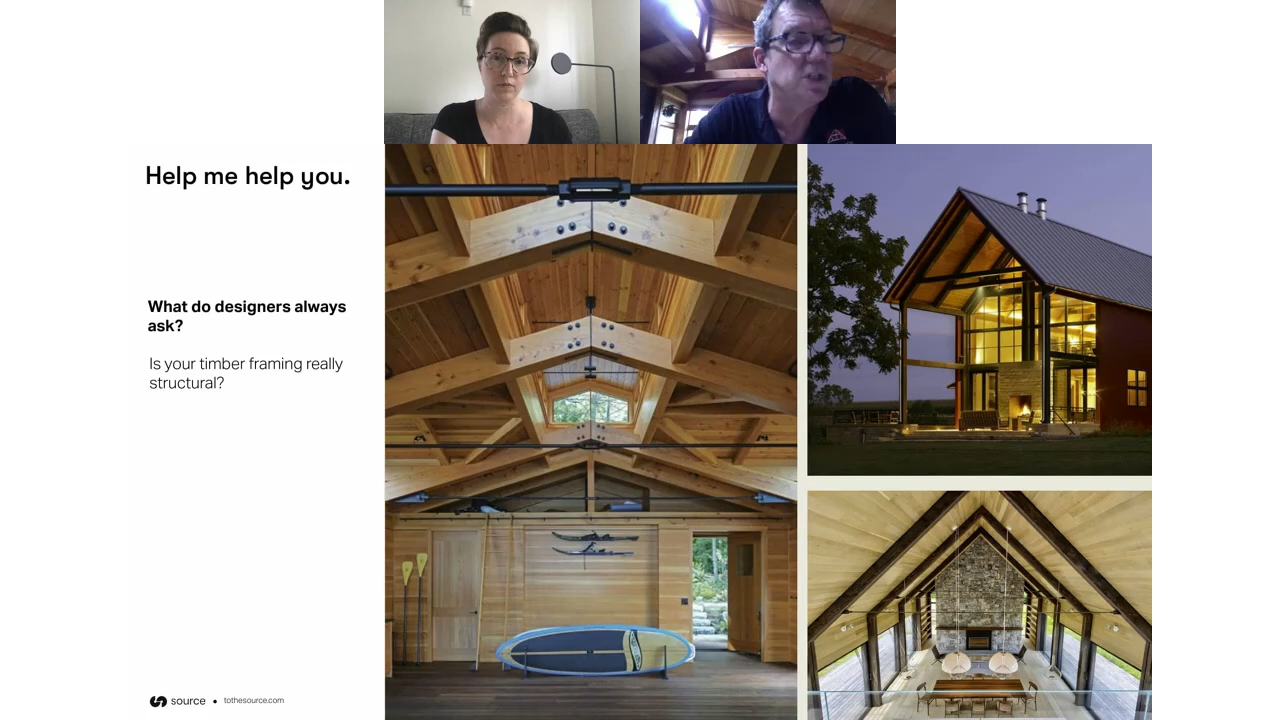 Help me help you.
What do designers always
ask?
Is your timber framing really
structural?
source • tothesource.com